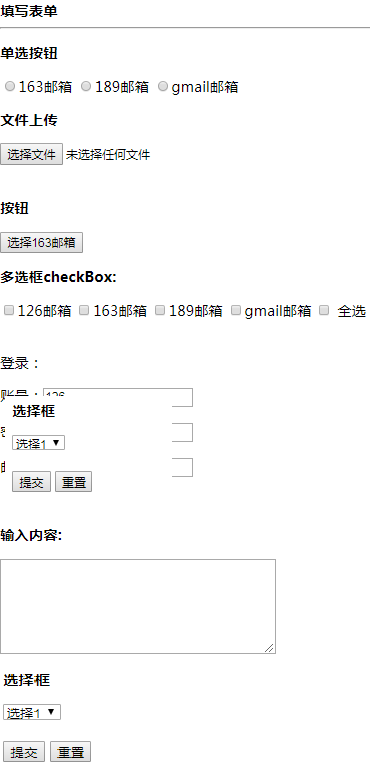 填写表单
单选按钮
163邮箱 189邮箱 gmail邮箱
文件上传
选择文件 未选择任何文件
按钮
选择163邮箱
多选框checkBox:
126邮箱 163邮箱 189邮箱 gmail邮箱 全选
登录：
选择框
选择1
提交 重置
输入内容:
选择框
选择1
提交 重置